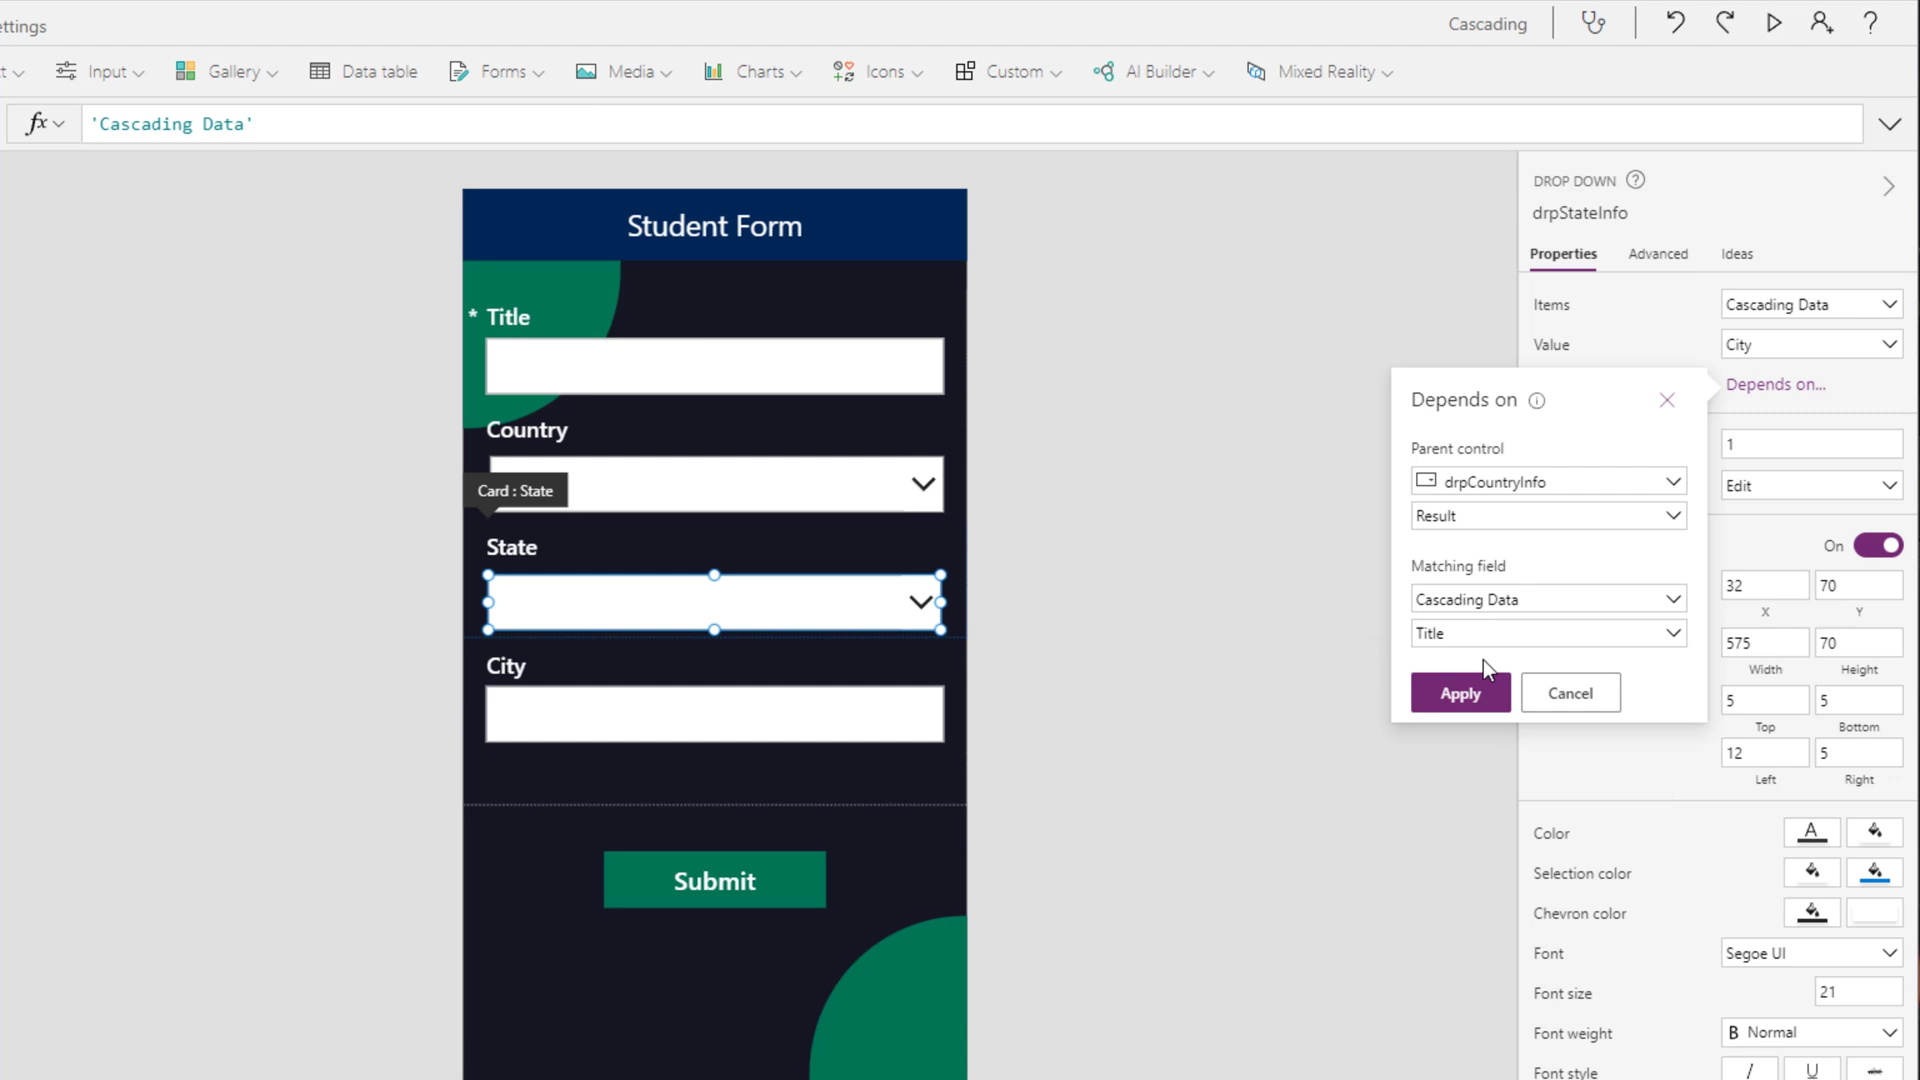 ettings
Cascading
t
Input
Gallery
Data table
Forms
Media
Charts
Icons
Custom
AI Builder
Mixed Reality
fx
'Cascading Data'
Student Form
* Title
Country
Card : State
State
City
Submit
DROP DOWN
drpStateInfo
Properties
Advanced
Ideas
Items
Cascading Data
Value
City
Depends on...
1
Edit
Depends on
Parent control
drpCountryInfo
Result
Matching field
Cascading Data
Title
Apply
Cancel
On
32
70
X
Y
575
70
Width
Height
5
5
Top
Bottom
12
5
Left
Right
Color
A
Selection color
Chevron color
Font
Segoe UI
Font size
21
Font weight
B Normal
Font style
/
U